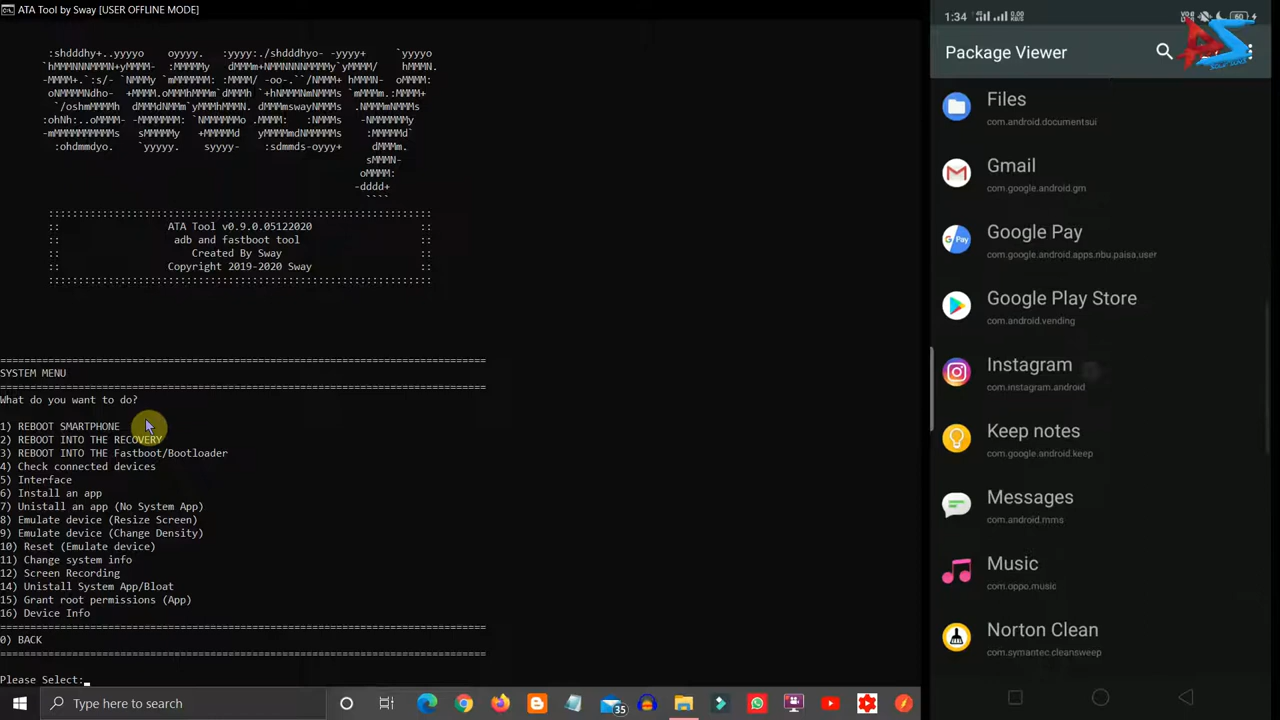 ATA Tool by Sway [USER OFFLINE MODE]
ATA Tool v0.9.0.05122020
adb and fastboot tool
Created By Sway
Copyright 2019-2020 Sway
SYSTEM MENU
What do you want to do?
1) REBOOT SMARTPHONE
2) REBOOT INTO THE RECOVERY
3) REBOOT INTO THE Fastboot/Bootloader
4) Check connected devices
5) Interface
6) Install an app
7) Unistall an app (No System App)
8) Emulate device (Resize Screen)
9) Emulate device (Change Density)
10) Reset (Emulate device)
11) Change system info
12) Screen Recording
14) Unistall System App/Bloat
15) Grant root permissions (App)
16) Device Info
0) BACK
Please Select:
Type here to search
35
1:34
60
Package Viewer
Files
com.android.documentsui
Gmail
com.google.android.gm
Google Pay
com.google.android.apps.nbu.paisa.user
Google Play Store
com.android.vending
Instagram
com.instagram.android
Keep notes
com.google.android.keep
Messages
com.android.mms
Music
com.oppo.music
Norton Clean
com.symantec.cleansweep